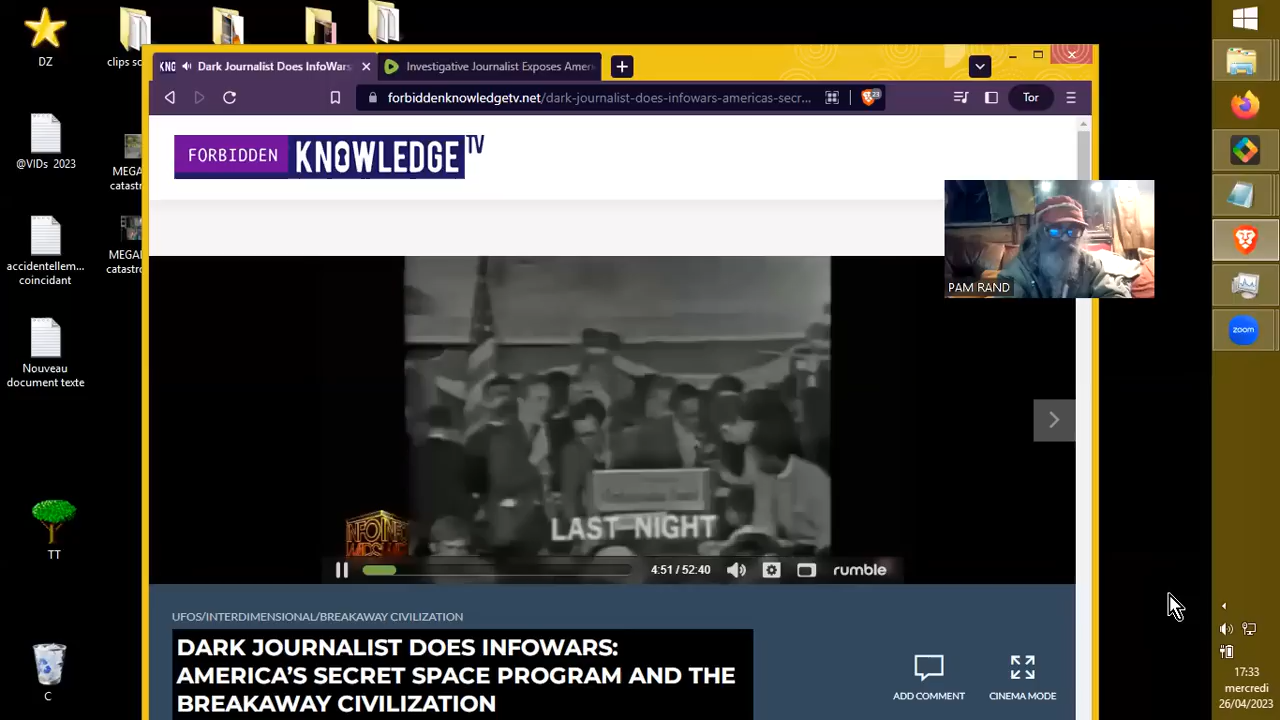 DZ
clips sc
@VIDs 2023
MEGA
catastr
accidentellem...
coincidant
MEGA
catastr
Nouveau
document texte
TT
C
KNO
Dark Journalist Does InfoWars
Investigative Journalist Exposes Ameri
forbiddenknowledgetv.net/dark-journalist-does-infowars-americas-secr...
23
Tor
FORBIDDEN KNOWLEDGE TV
PAM RAND
LAST NIGHT
4:51 / 52:40
rumble
UFOS/INTERDIMENSIONAL/BREAKAWAY CIVILIZATION
DARK JOURNALIST DOES INFOWARS:
AMERICA'S SECRET SPACE PROGRAM AND THE
BREAKAWAY CIVILIZATION
ADD COMMENT
CINEMA MODE
zoom
17:33
mercredi
26/04/2023